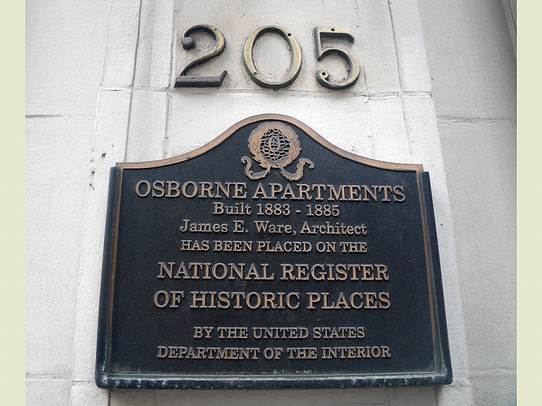 205
OSBORNE APARTMENTS
Built 1883 - 1885
James E. Ware, Architect
HAS BEEN PLACED ON THE
NATIONAL REGISTER
OF HISTORIC PLACES
BY THE UNITED STATES
DEPARTMENT OF THE INTERIOR